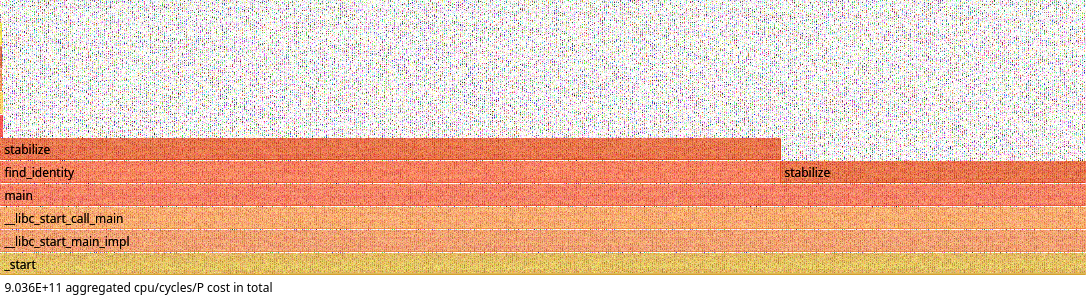 stabilize
find_identity stabilize
main
__libc_start_call_main
__libc_start_main_impl
_start
9.036E+11 aggregated cpu/cycles/P cost in total